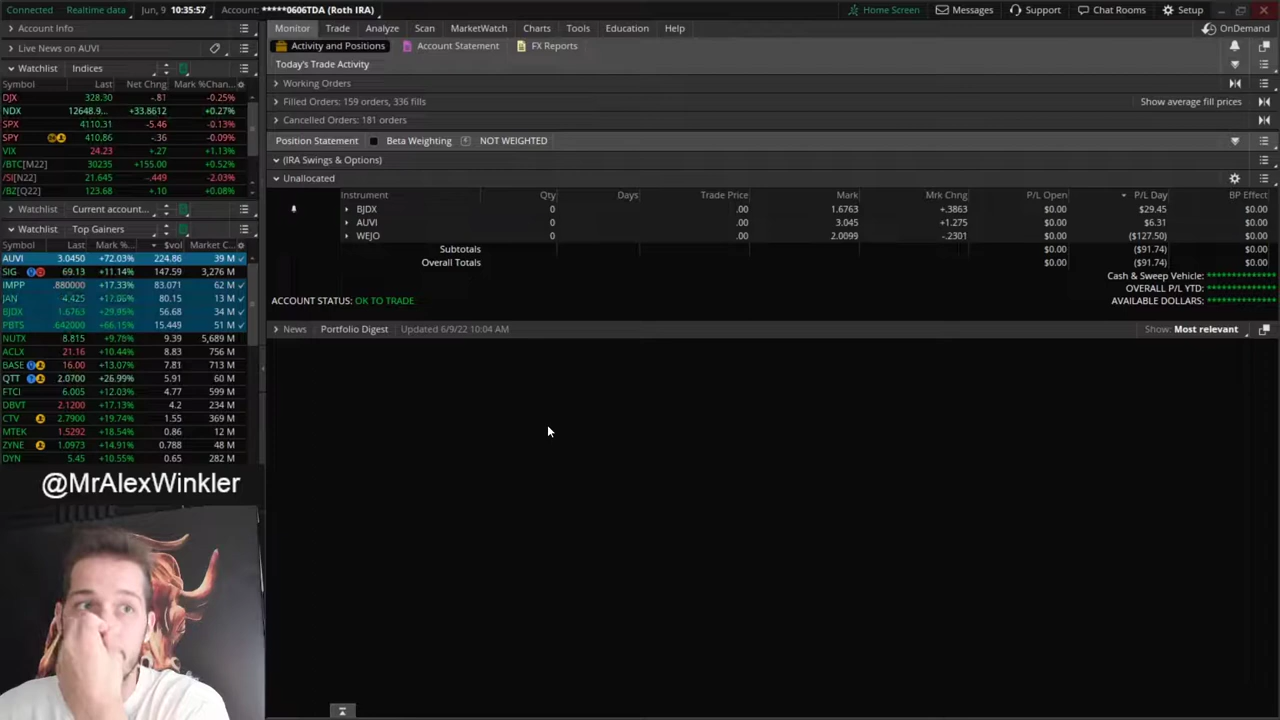 Connected Realtime data Jun, 9 10:35:57 Account: *****0606TDA (Roth IRA) Home Screen Messages Support Chat Rooms Setup
Account Info
Live News on AUVI
Watchlist Indices
Symbol Last Net Chng Mark %Chan...
DJX 328.30 -.81 -0.25%
NDX 12648.9... +33.8612 +0.27%
SPX 4110.31 -5.46 -0.13%
SPY 410.86 -.36 -0.09%
VIX 24.23 +.27 +1.13%
/BTC[M22] 30235 +155.00 +0.52%
/SI[N22] 21.645 -.449 -2.03%
/BZ[Q22] 123.68 +.10 +0.08%
Watchlist Current account...
Watchlist Top Gainers
Symbol Last Mark %... $vol Market C...
AUVI 3.0450 +72.03% 224.86 39 M
SIG 69.13 +11.14% 147.59 3,276 M
IMPP .880000 +17.33% 83.071 62 M
JAN 4.425 +17.06% 80.15 13 M
BJDX 1.6763 +29.95% 56.68 34 M
PBTS .642000 +66.15% 15.449 51 M
NUTX 8.815 +9.76% 9.39 5,689 M
ACLX 21.16 +10.44% 8.83 756 M
BASE 16.00 +13.07% 7.81 713 M
QTT 2.0700 +26.99% 5.91 60 M
FTCI 6.005 +12.03% 4.77 599 M
DBVT 2.1200 +17.13% 4.2 234 M
CTV 2.7900 +19.74% 1.55 369 M
MTEK 1.5292 +18.54% 0.86 12 M
ZYNE 1.0973 +14.91% 0.788 48 M
DYN 5.45 +10.55% 0.65 282 M
@MrAlexWinkler
Monitor Trade Analyze Scan MarketWatch Charts Tools Education Help OnDemand
Activity and Positions Account Statement FX Reports
Today's Trade Activity
Working Orders
Filled Orders: 159 orders, 336 fills Show average fill prices
Cancelled Orders: 181 orders
Position Statement Beta Weighting NOT WEIGHTED
(IRA Swings & Options)
Unallocated
Instrument Qty Days Trade Price Mark Mrk Chng P/L Open P/L Day BP Effect
BJDX 0 .00 1.6763 +.3863 $0.00 $29.45 $0.00
AUVI 0 .00 3.045 +1.275 $0.00 $6.31 $0.00
WEJO 0 .00 2.0099 -.2301 $0.00 ($127.50) $0.00
Subtotals $0.00 ($91.74) $0.00
Overall Totals $0.00 ($91.74) $0.00
Cash & Sweep Vehicle: **************
OVERALL P/L YTD: **************
ACCOUNT STATUS: OK TO TRADE AVAILABLE DOLLARS: **************
News Portfolio Digest Updated 6/9/22 10:04 AM Show: Most relevant